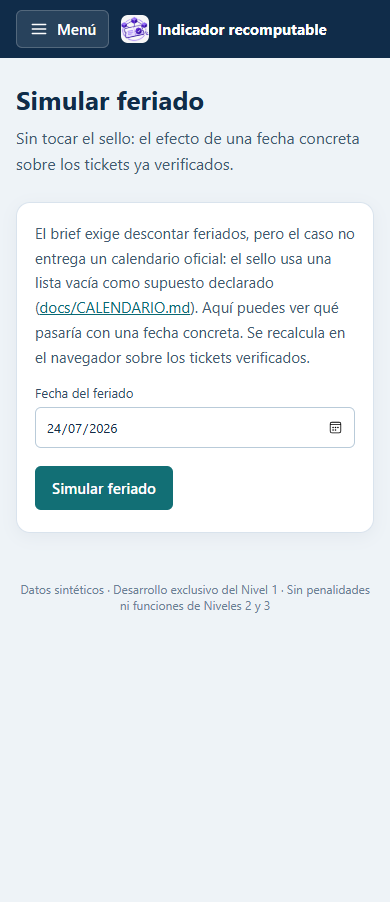 Menú
Indicador recomputable
Simular feriado
Sin tocar el sello: el efecto de una fecha concreta
sobre los tickets ya verificados.
El brief exige descontar feriados, pero el caso no
entrega un calendario oficial: el sello usa una
lista vacía como supuesto declarado
(docs/CALENDARIO.md). Aquí puedes ver qué
pasaría con una fecha concreta. Se recalcula en
el navegador sobre los tickets verificados.
Fecha del feriado
24/07/2026
Simular feriado
Datos sintéticos · Desarrollo exclusivo del Nivel 1 · Sin penalidades
ni funciones de Niveles 2 y 3